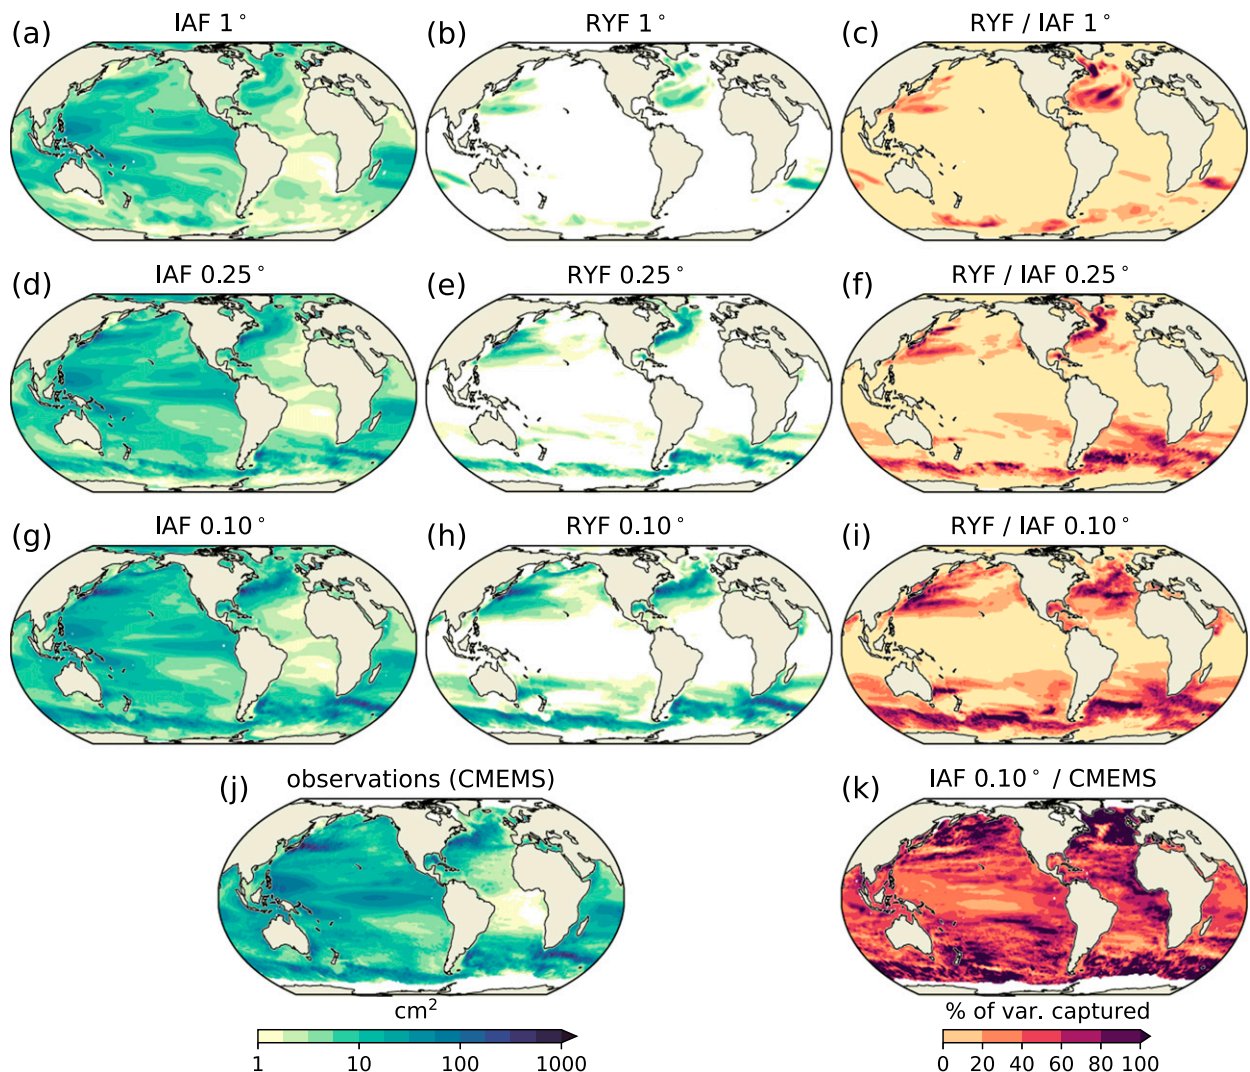 (a) IAF 1°
(b) RYF 1°
(c) RYF / IAF 1°
(d) IAF 0.25°
(e) RYF 0.25°
(f) RYF / IAF 0.25°
(g) IAF 0.10°
(h) RYF 0.10°
(i) RYF / IAF 0.10°
(j) observations (CMEMS)
(k) IAF 0.10° / CMEMS
cm²
1 10 100 1000
% of var. captured
0 20 40 60 80 100